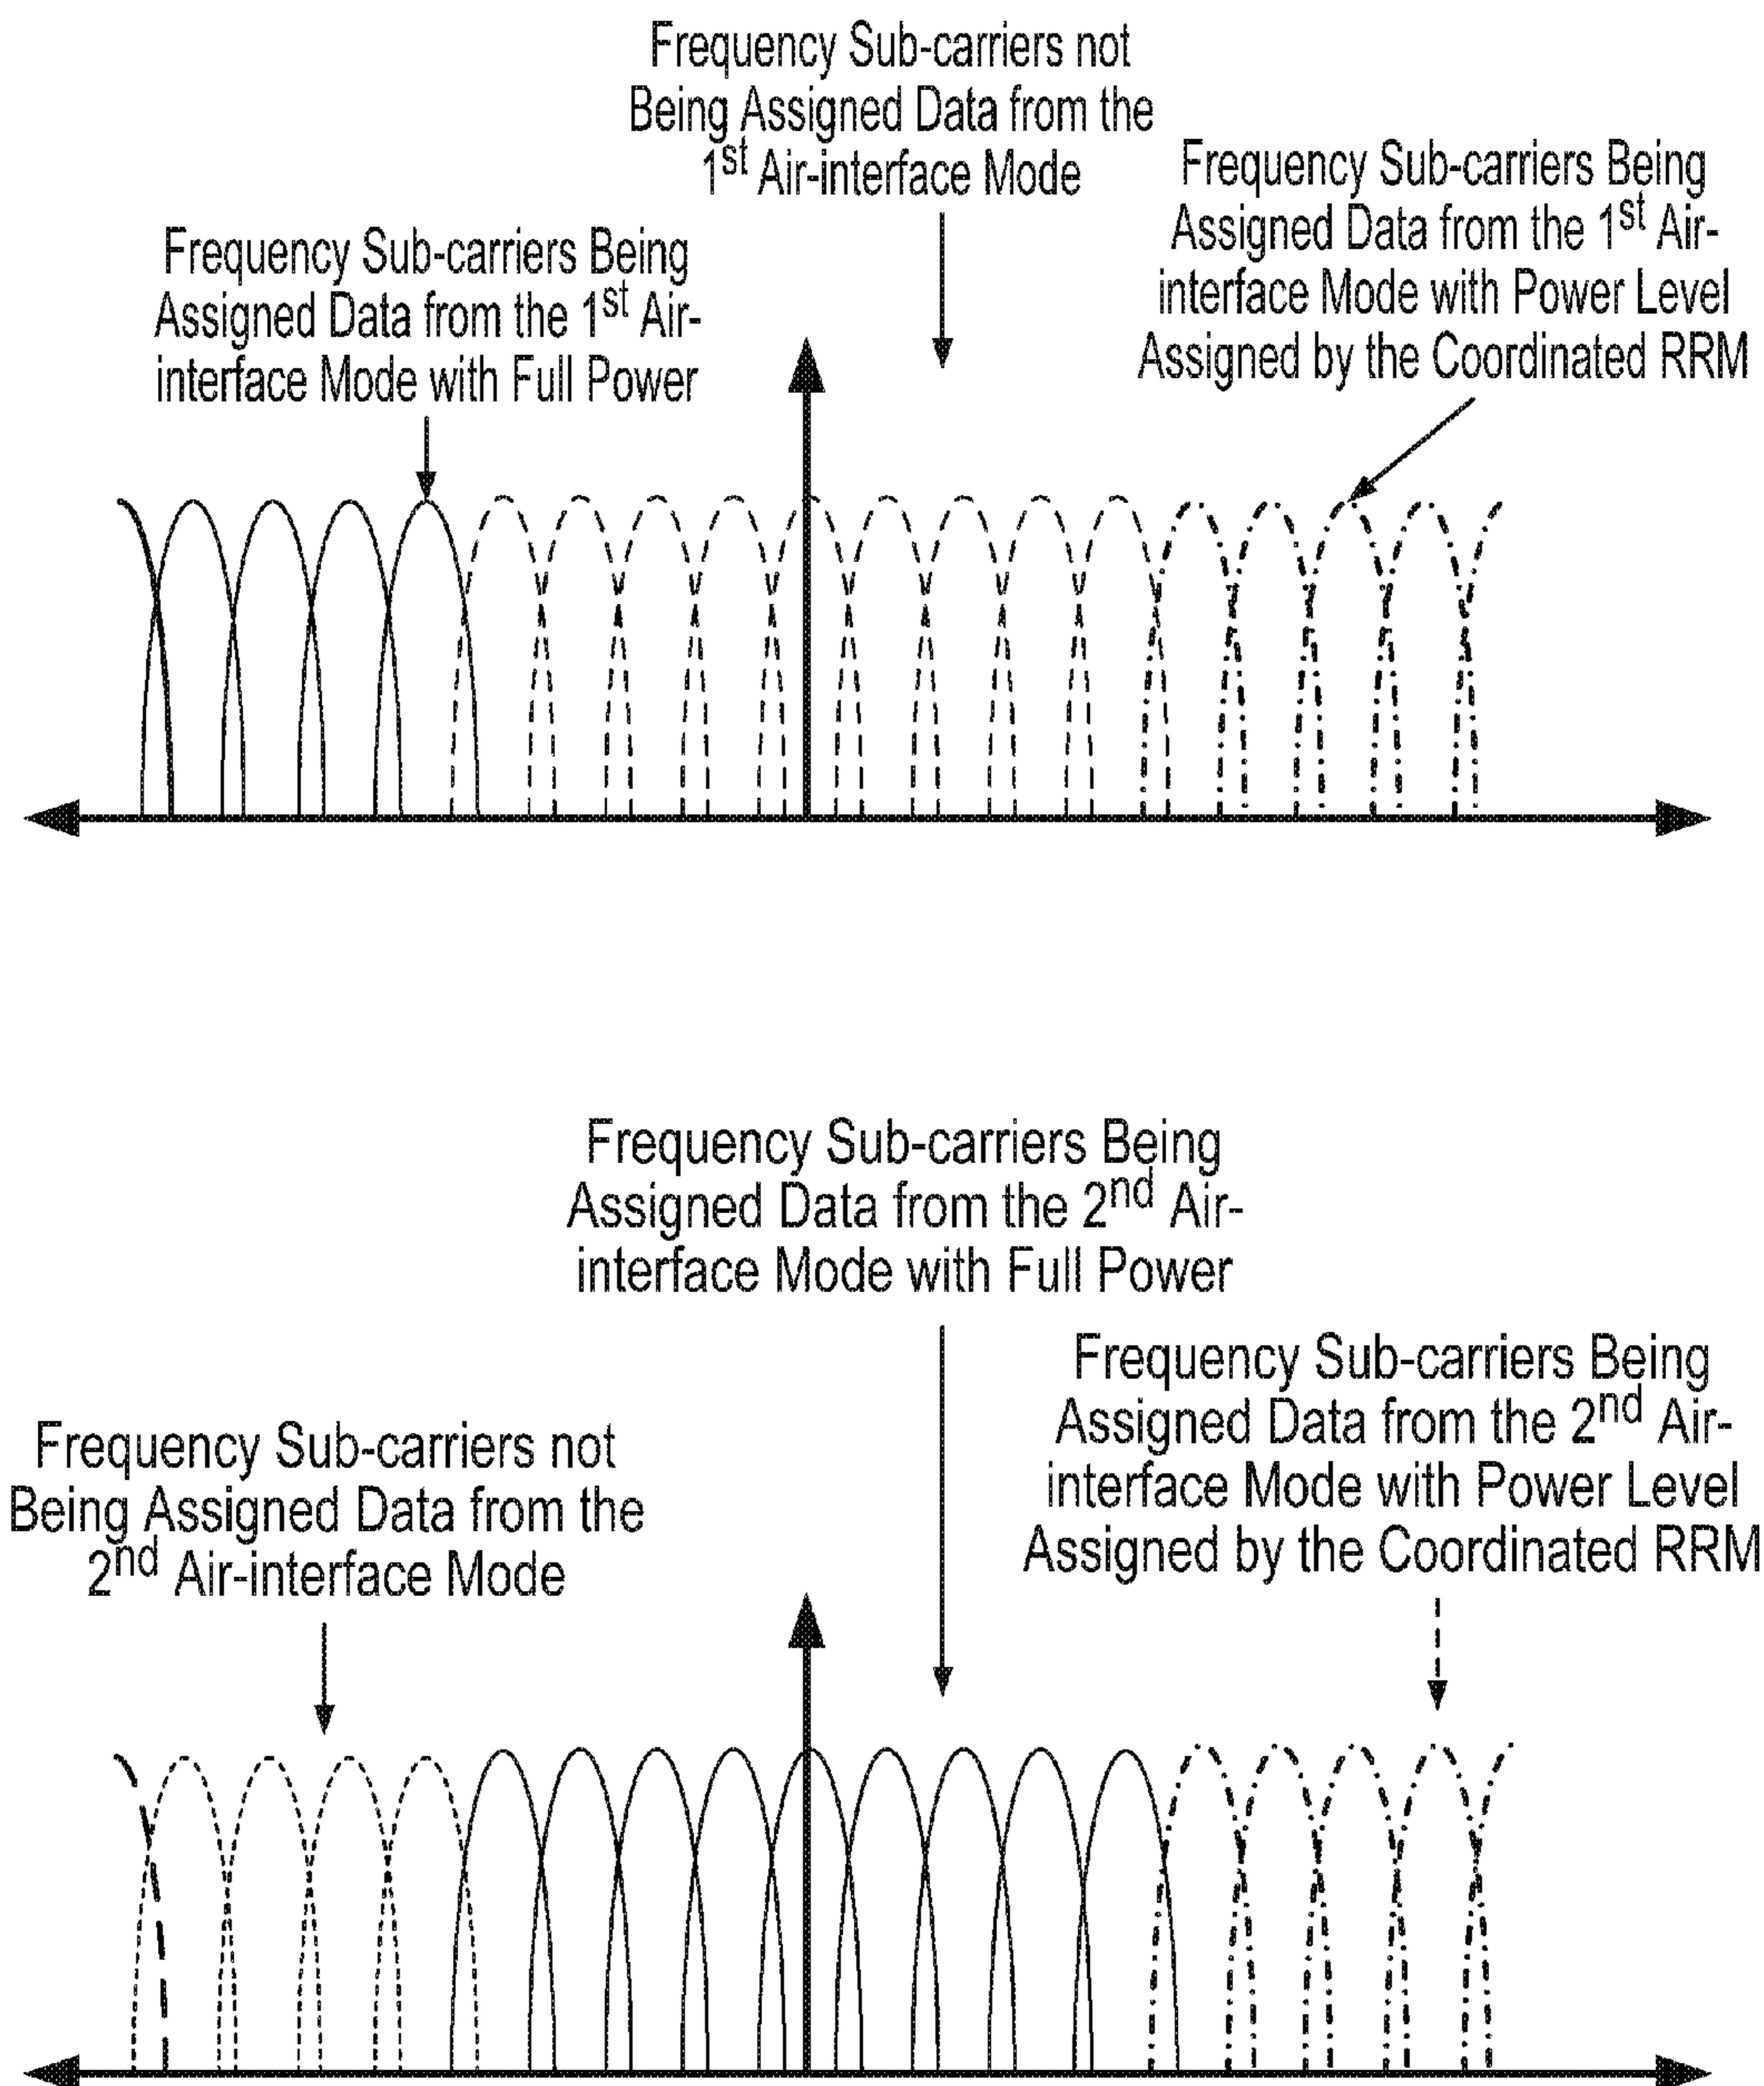 Frequency Sub-carriers not
Being Assigned Data from the
1st Air-interface Mode
Frequency Sub-carriers Being
Assigned Data from the 1st Air-
interface Mode with Power Level
Assigned by the Coordinated RRM
Frequency Sub-carriers Being
Assigned Data from the 1st Air-
interface Mode with Full Power
Frequency Sub-carriers Being
Assigned Data from the 2nd Air-
interface Mode with Full Power
Frequency Sub-carriers Being
Assigned Data from the 2nd Air-
interface Mode with Power Level
Assigned by the Coordinated RRM
Frequency Sub-carriers not
Being Assigned Data from the
2nd Air-interface Mode